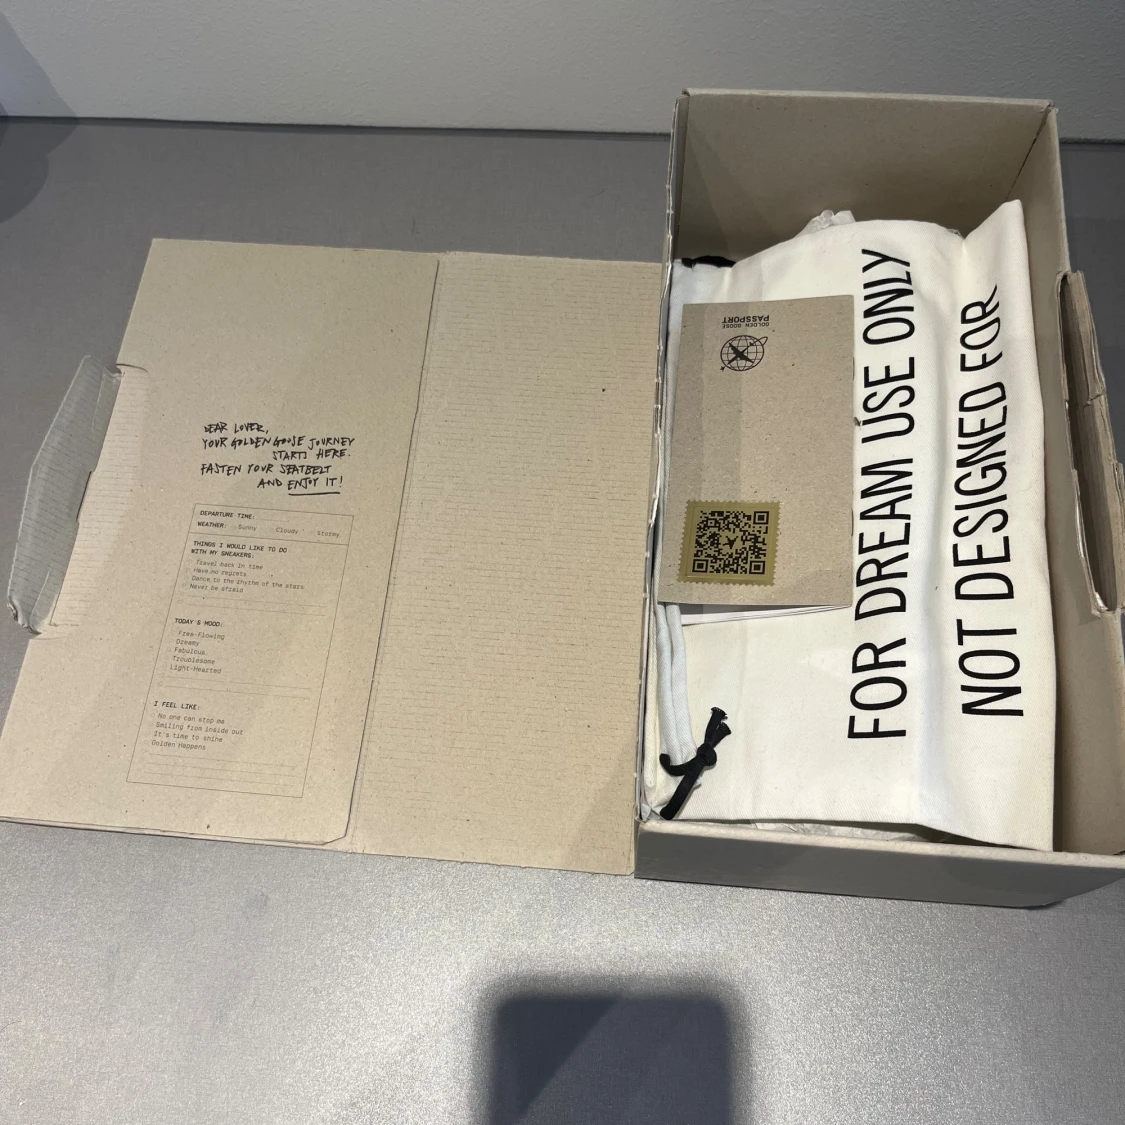 DEAR LOVER,
YOUR GOLDEN GOOSE JOURNEY
STARTS HERE.
FASTEN YOUR SEATBELT
AND ENJOY IT!
DEPARTURE TIME:
WEATHER: Sunny Cloudy Stormy
THINGS I WOULD LIKE TO DO
WITH MY SNEAKERS:
Travel back in time
Have no regrets
Dance to the rhythm of the stars
Never be afraid
TODAY'S MOOD:
Free-Flowing
Dreamy
Fabulous
Troublesome
Light-Hearted
I FEEL LIKE:
No one can stop me
Smiling from inside out
It's time to shine
Golden Happens
GOLDEN GOOSE
PASSPORT
FOR DREAM USE ONLY
NOT DESIGNED FOR